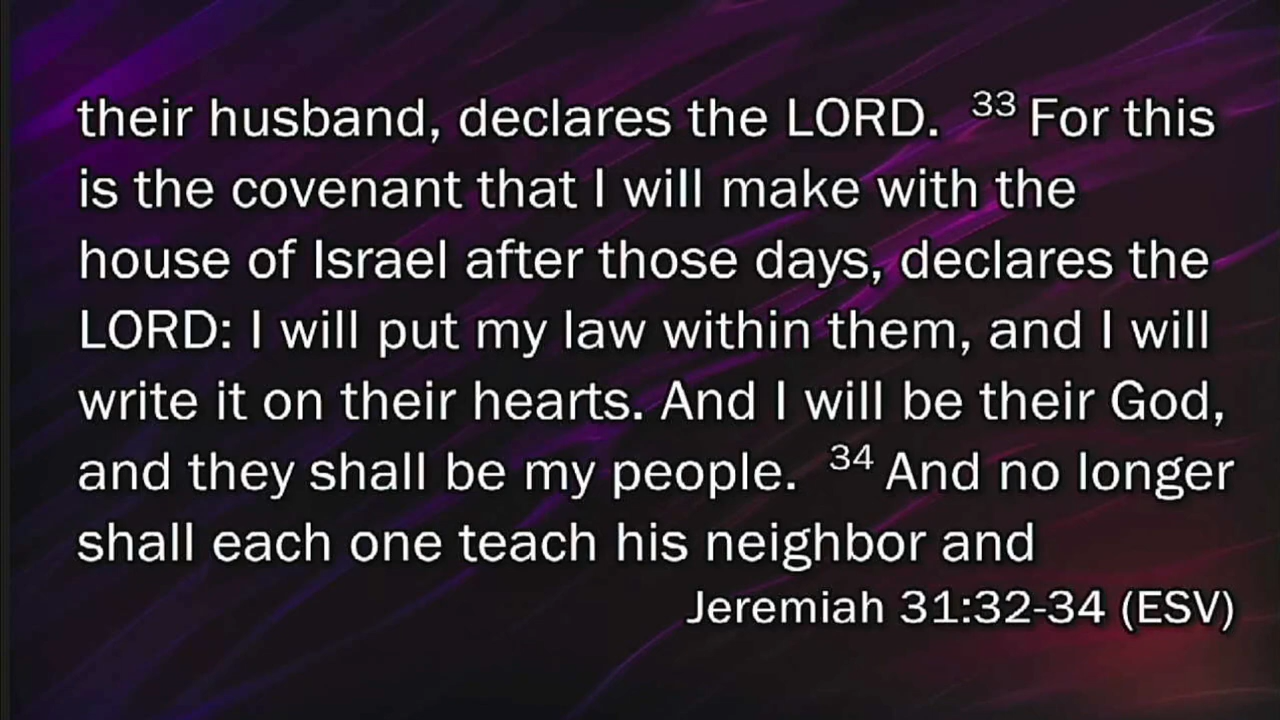 their husband, declares the LORD. 33 For this
is the covenant that I will make with the
house of Israel after those days, declares the
LORD: I will put my law within them, and I will
write it on their hearts. And I will be their God,
and they shall be my people. 34 And no longer
shall each one teach his neighbor and
Jeremiah 31:32-34 (ESV)